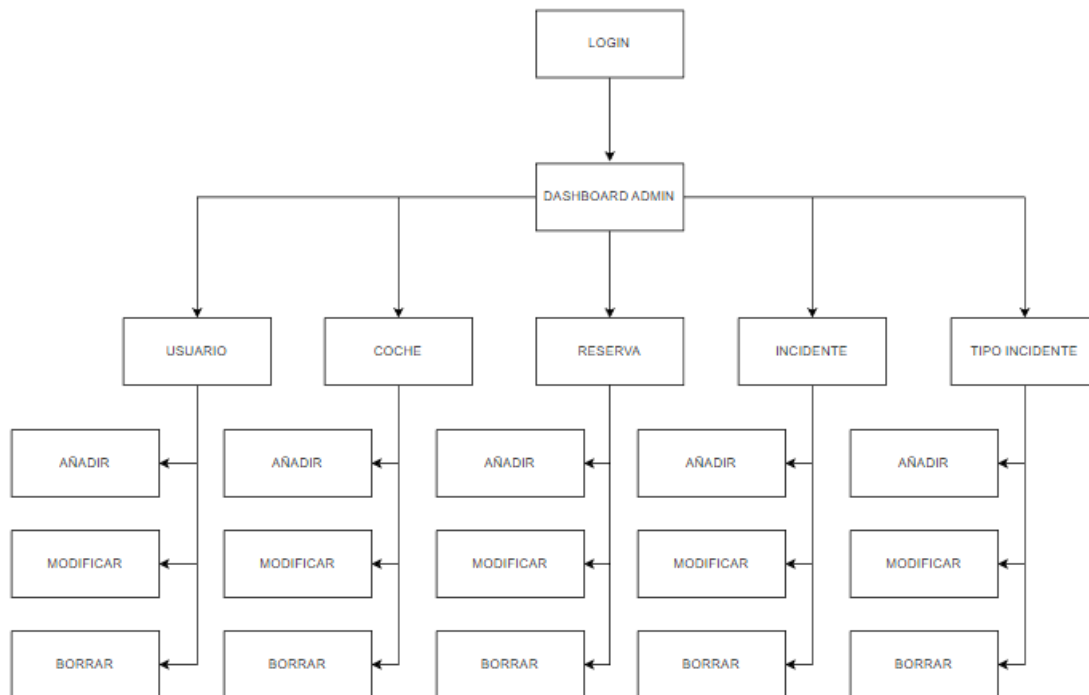 LOGIN
DASHBOARD ADMIN
USUARIO
COCHE
RESERVA
INCIDENTE
TIPO INCIDENTE
AÑADIR
AÑADIR
AÑADIR
AÑADIR
AÑADIR
MODIFICAR
MODIFICAR
MODIFICAR
MODIFICAR
MODIFICAR
BORRAR
BORRAR
BORRAR
BORRAR
BORRAR